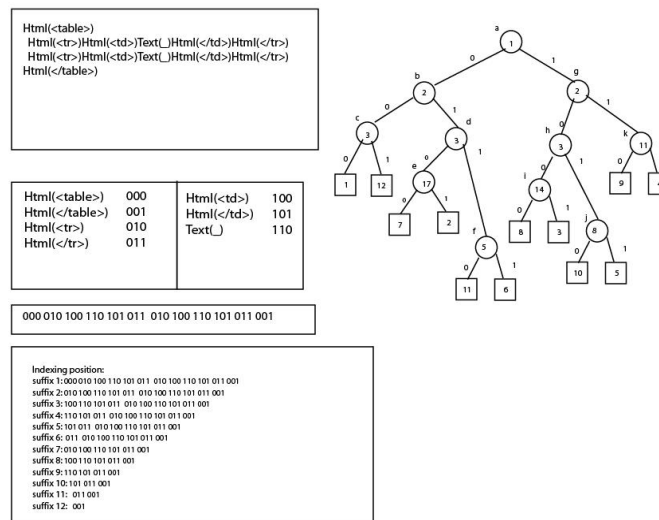 Html(<table>)
Html(<tr>)Html(<td>)Text(_)Html(</td>)Html(</tr>)
Html(<tr>)Html(<td>)Text(_)Html(</td>)Html(</tr>)
Html(</table>)
Html(<table>) 000
Html(</table>) 001
Html(<tr>) 010
Html(</tr>) 011
Html(<td>) 100
Html(</td>) 101
Text(_) 110
000 010 100 110 101 011 010 100 110 101 011 001
Indexing position:
suffix 1: 000 010 100 110 101 011 010 100 110 101 011 001
suffix 2: 010 100 110 101 011 010 100 110 101 011 001
suffix 3: 100 110 101 011 010 100 110 101 011 001
suffix 4: 110 101 011 010 100 110 101 011 001
suffix 5: 101 011 010 100 110 101 011 001
suffix 6: 011 010 100 110 101 011 001
suffix 7: 010 100 110 101 011 001
suffix 8: 100 110 101 011 001
suffix 9: 110 101 011 001
suffix 10: 101 011 001
suffix 11: 011 001
suffix 12: 001
a
1
0 1
b g
2 2
0 1 0 1
c d h k
3 3 3 11
0 1 0 1 0 1 0 1
e i
1 12 17 14 9 4
0 1 0 1
j
7 2 8 3 8
f
5
0 1 0 1
11 6 10 5